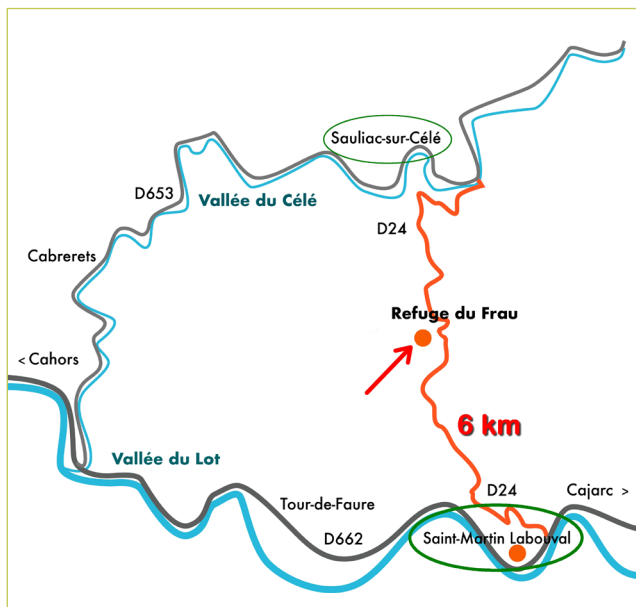 Sauliac-sur-Célé
D653
Vallée du Célé
D24
Cabrerets
Refuge du Frau
< Cahors
6 km
Vallée du Lot
D24
Cajarc >
Tour-de-Faure
D662
Saint-Martin Labouval